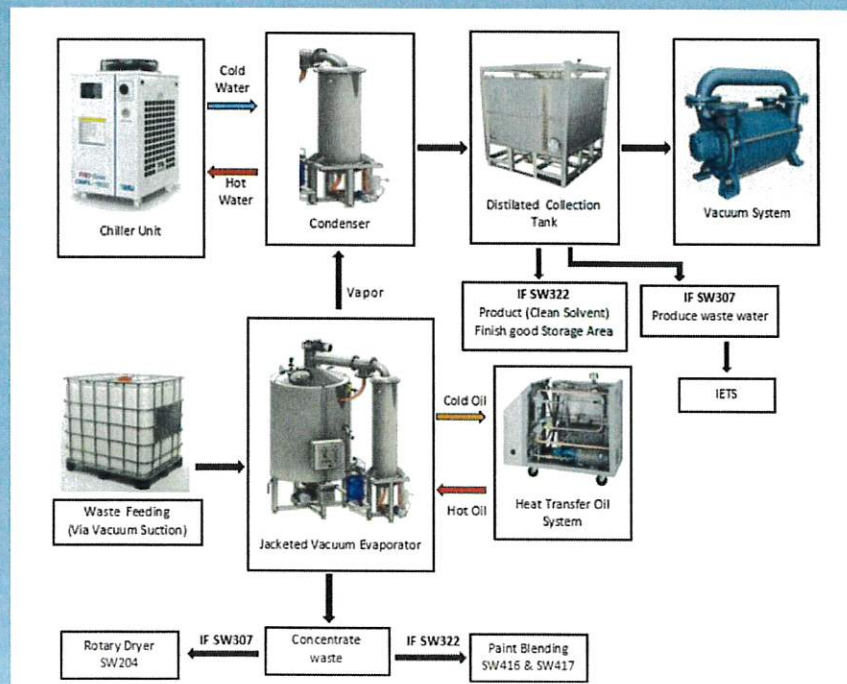 Cold
Water
Hot
Water
Chiller Unit
Condenser
Distilated Collection
Tank
Vacuum System
Vapor
IF SW322
Product (Clean Solvent)
Finish good Storage Area
IF SW307
Produce waste water
IETS
Waste Feeding
(Via Vacuum Suction)
Jacketed Vacuum Evaporator
Cold Oil
Hot Oil
Heat Transfer Oil
System
Rotary Dryer
SW204
IF SW307
Concentrate
waste
IF SW322
Paint Blending
SW416 & SW417